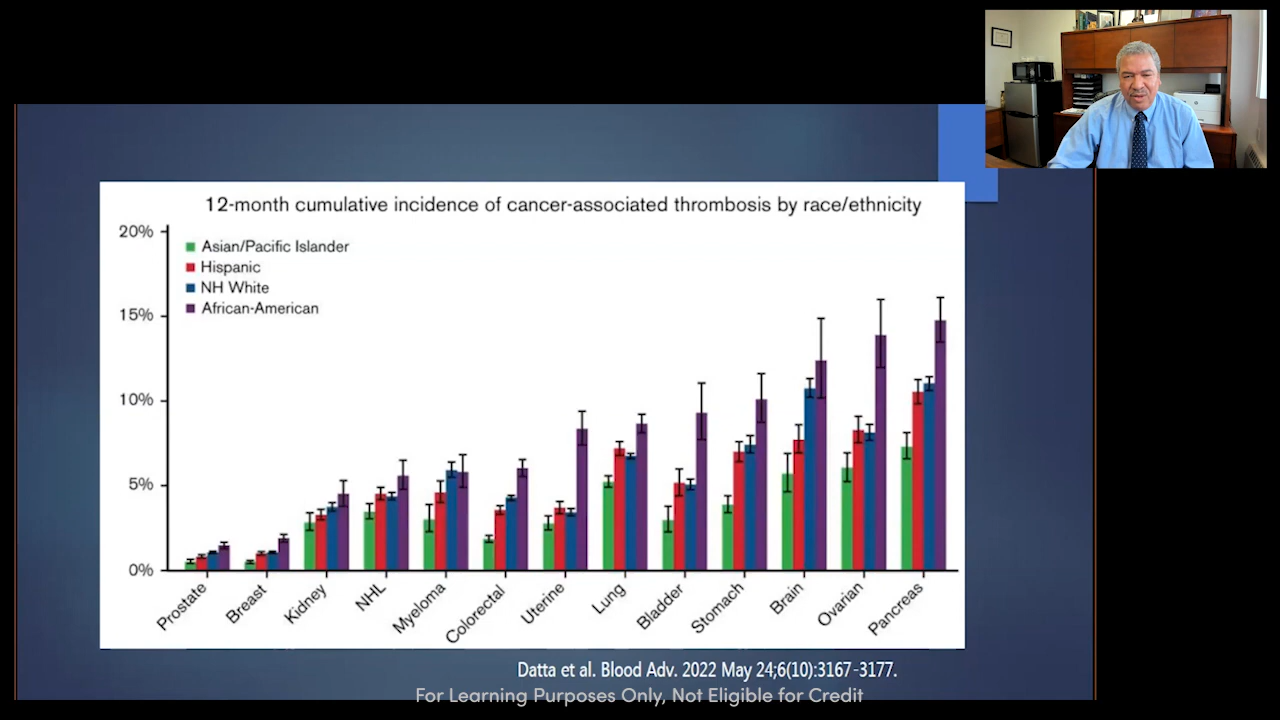 12-month cumulative incidence of cancer-associated thrombosis by race/ethnicity
20%
15%
10%
5%
0%
Asian/Pacific Islander
Hispanic
NH White
African-American
Prostate
Breast
Kidney
NHL
Myeloma
Colorectal
Uterine
Lung
Bladder
Stomach
Brain
Ovarian
Pancreas
Datta et al. Blood Adv. 2022 May 24;6(10):3167-3177.
For Learning Purposes Only, Not Eligible for Credit